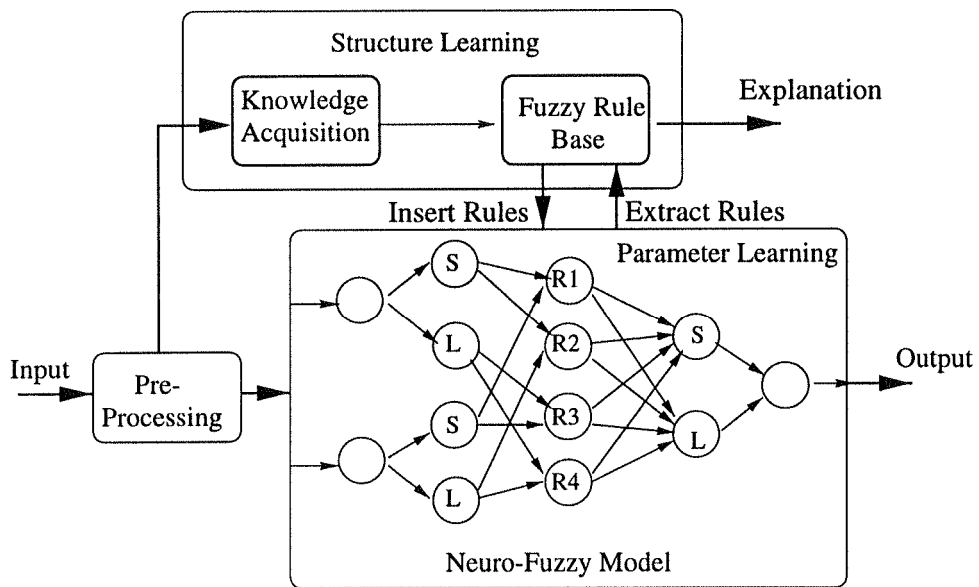 Structure Learning
Knowledge
Acquisition
Fuzzy Rule
Base
Explanation
Insert Rules
Extract Rules
Parameter Learning
S
R1
L
R2
S
Input
Pre-
Processing
Output
S
R3
L
L
R4
Neuro-Fuzzy Model